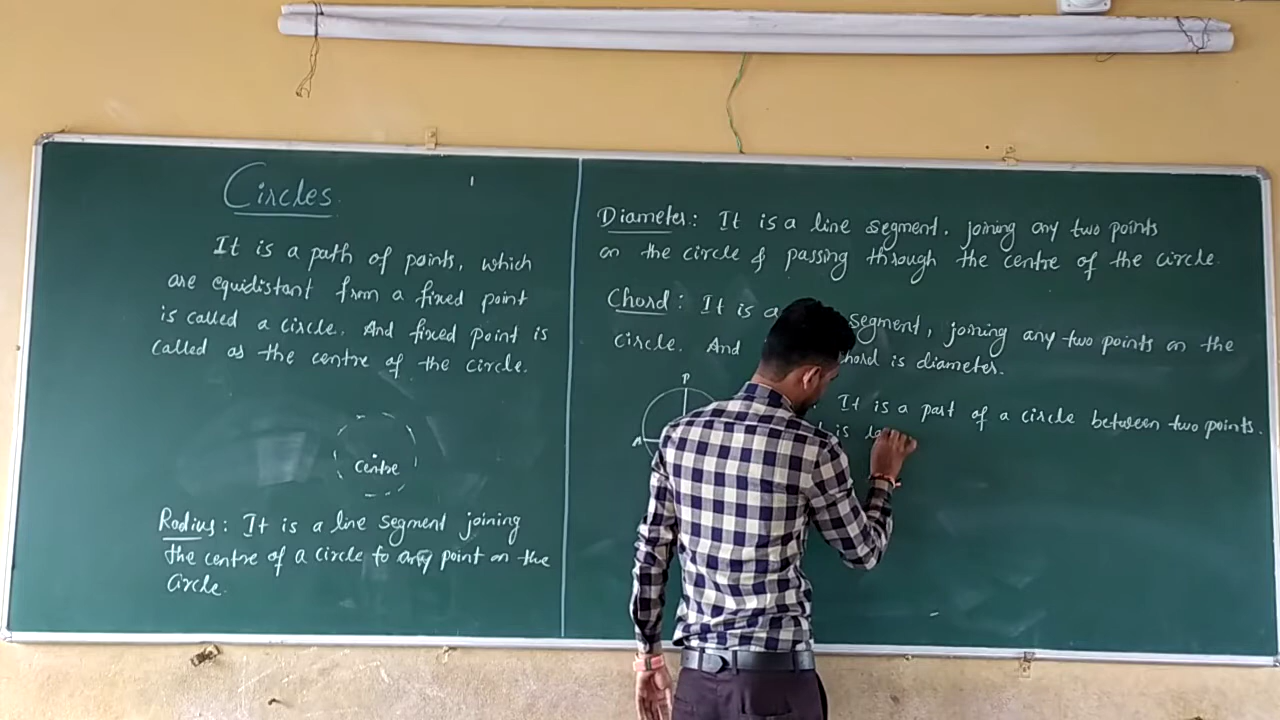 Circles.
It is a path of points, which
are equidistant from a fixed point
is called a circle. And fixed point is
called as the centre of the circle.
Centre
Radius: It is a line segment joining
the centre of a circle to any point on the
circle.
Diameter: It is a line segment, joining any two points
on the circle & passing through the centre of the circle.
Chord: It is a segment, joining any two points on the
circle. And chord is diameter.
P
A
: It is a part of a circle between two points.
is